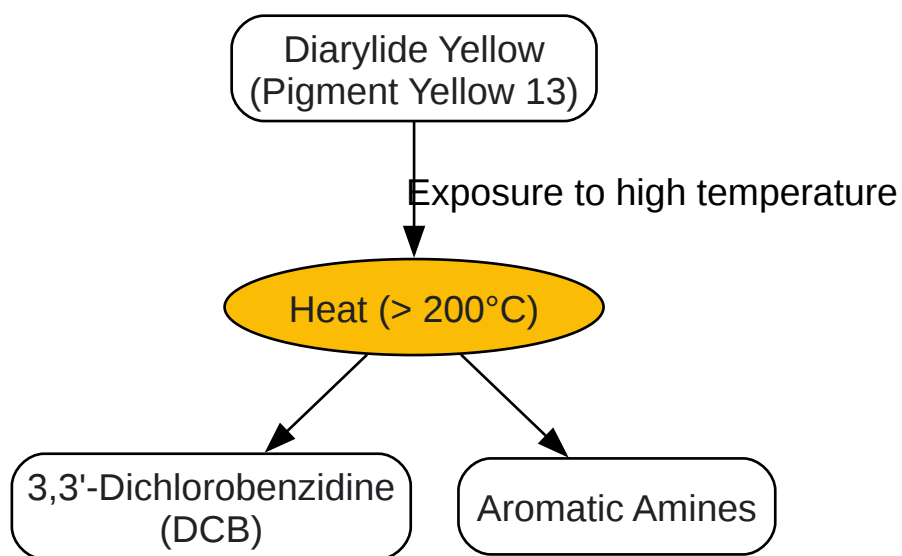 Diarylide Yellow
(Pigment Yellow 13)
Exposure to high temperature
Heat (> 200°C)
3,3'-Dichlorobenzidine
(DCB)
Aromatic Amines